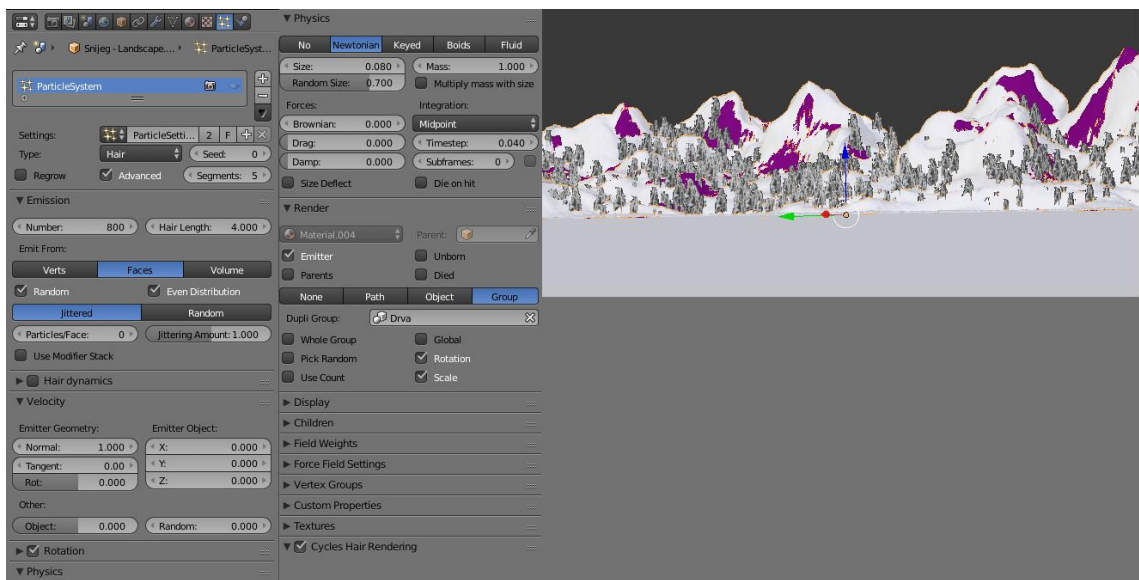 Snijeg - Landscape....
ParticleSyst...
ParticleSystem
Settings:
ParticleSetti...
2
F
Type:
Hair
Seed: 0
Regrow
Advanced
Segments: 5
Emission
Number: 800
Hair Length: 4.000
Emit From:
Verts
Faces
Volume
Random
Even Distribution
Jittered
Random
Particles/Face: 0
Jittering Amount: 1.000
Use Modifier Stack
Hair dynamics
Velocity
Emitter Geometry:
Emitter Object:
Normal: 1.000
X: 0.000
Tangent: 0.00
Y: 0.000
Rot: 0.000
Z: 0.000
Other:
Object: 0.000
Random: 0.000
Rotation
Physics
Physics
No
Newtonian
Keyed
Boids
Fluid
Size: 0.080
Mass: 1.000
Random Size: 0.700
Multiply mass with size
Forces:
Integration:
Brownian: 0.000
Midpoint
Drag: 0.000
Timestep: 0.040
Damp: 0.000
Subframes: 0
Size Deflect
Die on hit
Render
Material.004
Parent:
Emitter
Unborn
Parents
Died
None
Path
Object
Group
Dupli Group:
Drva
Whole Group
Global
Pick Random
Rotation
Use Count
Scale
Display
Children
Field Weights
Force Field Settings
Vertex Groups
Custom Properties
Textures
Cycles Hair Rendering